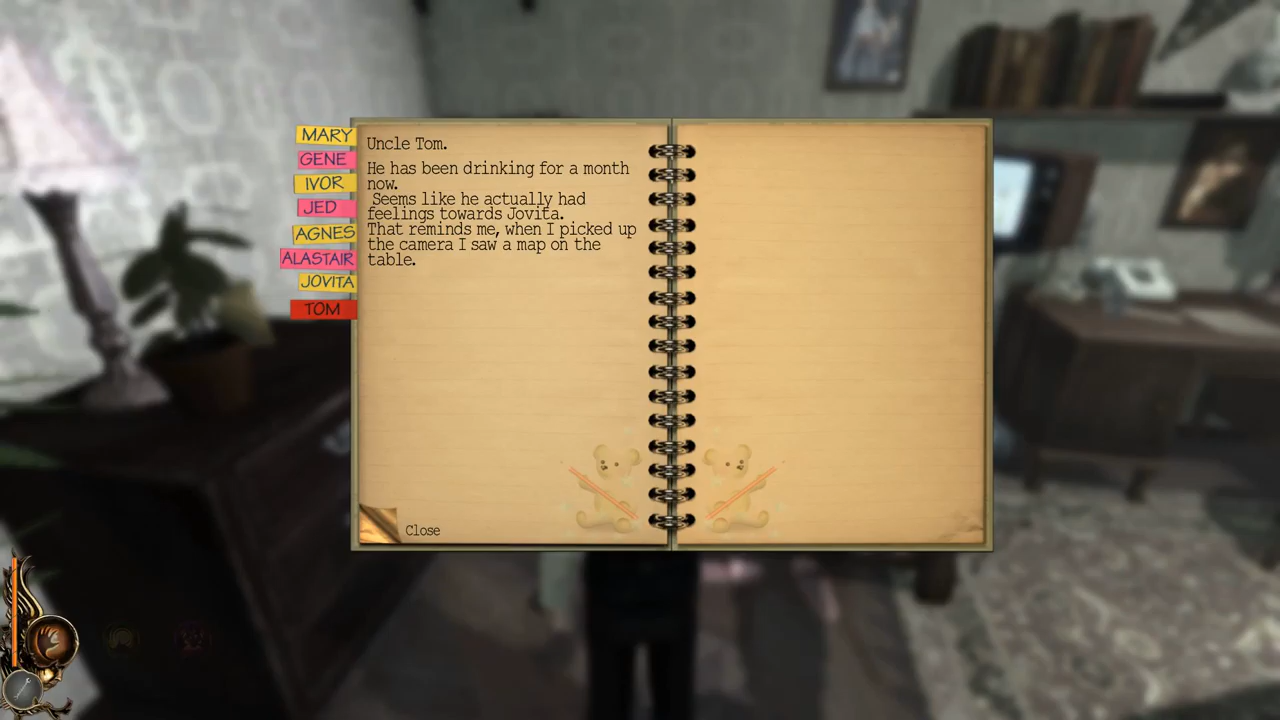 MARY
GENE
IVOR
JED
AGNES
ALASTAIR
JOVITA
TOM
Uncle Tom.
He has been drinking for a month
now.
Seems like he actually had
feelings towards Jovita.
That reminds me, when I picked up
the camera I saw a map on the
table.
Close